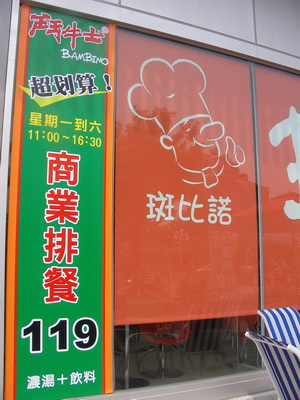 鬥牛士®
BAMBINO
超划算!
星期一到六
11:00~16:30
商業排餐
119
濃湯+飲料
斑比諾